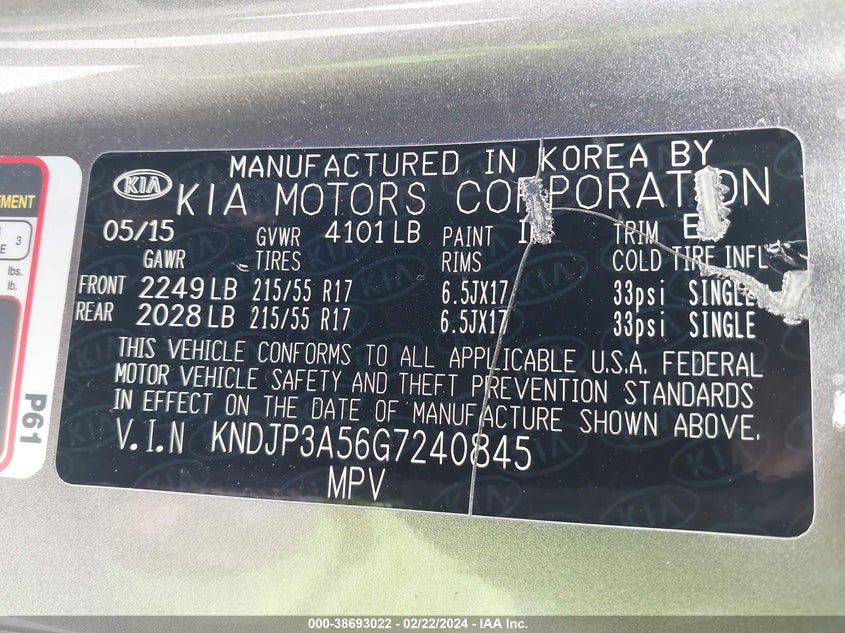 MANUFACTURED IN KOREA BY
KIA KIA MOTORS CORPORATION
05/15 GVWR 4101 LB PAINT TRIM
GAWR TIRES RIMS COLD TIRE INFL
FRONT 2249 LB 215/55 R17 6.5JX17 33psi SINGLE
REAR 2028 LB 215/55 R17 6.5JX17 33psi SINGLE
THIS VEHICLE CONFORMS TO ALL APPLICABLE U.S.A. FEDERAL
MOTOR VEHICLE SAFETY AND THEFT PREVENTION STANDARDS
IN EFFECT ON THE DATE OF MANUFACTURE SHOWN ABOVE.
V.I.N KNDJP3A56G7240845
MPV
3
lbs.
lb.
P61
000-38693022 - 02/22/2024 - IAA Inc.